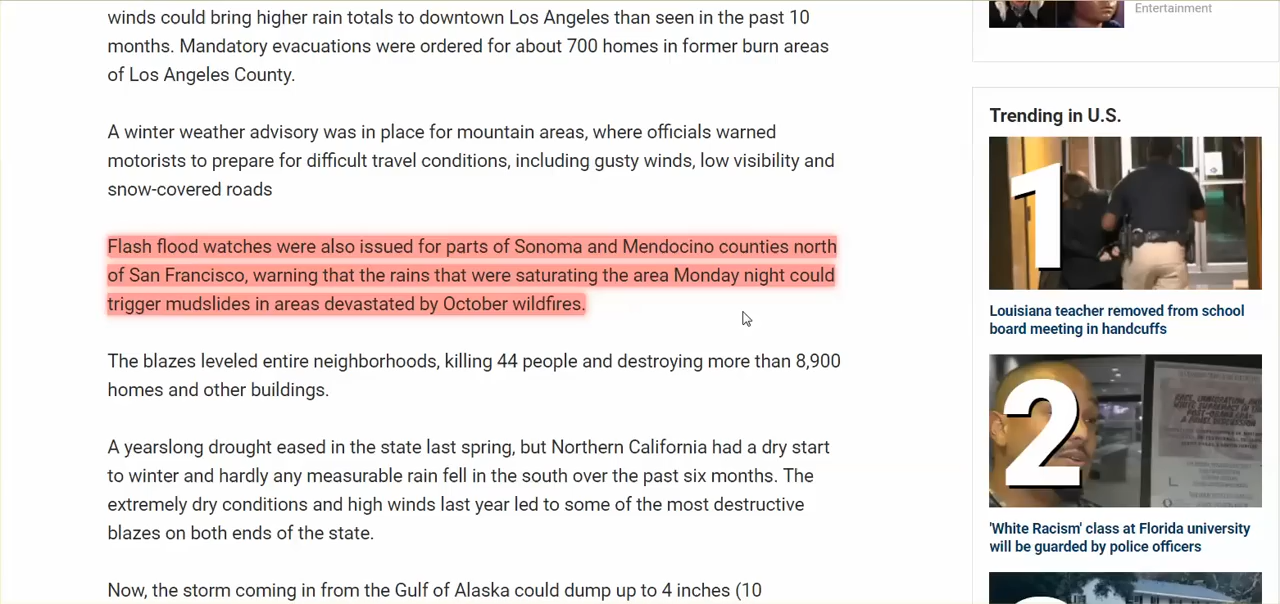 winds could bring higher rain totals to downtown Los Angeles than seen in the past 10
months. Mandatory evacuations were ordered for about 700 homes in former burn areas
of Los Angeles County.
A winter weather advisory was in place for mountain areas, where officials warned
motorists to prepare for difficult travel conditions, including gusty winds, low visibility and
snow-covered roads
Flash flood watches were also issued for parts of Sonoma and Mendocino counties north
of San Francisco, warning that the rains that were saturating the area Monday night could
trigger mudslides in areas devastated by October wildfires.
The blazes leveled entire neighborhoods, killing 44 people and destroying more than 8,900
homes and other buildings.
A yearslong drought eased in the state last spring, but Northern California had a dry start
to winter and hardly any measurable rain fell in the south over the past six months. The
extremely dry conditions and high winds last year led to some of the most destructive
blazes on both ends of the state.
Now, the storm coming in from the Gulf of Alaska could dump up to 4 inches (10
Entertainment
Trending in U.S.
1
Louisiana teacher removed from school
board meeting in handcuffs
2
'White Racism' class at Florida university
will be guarded by police officers